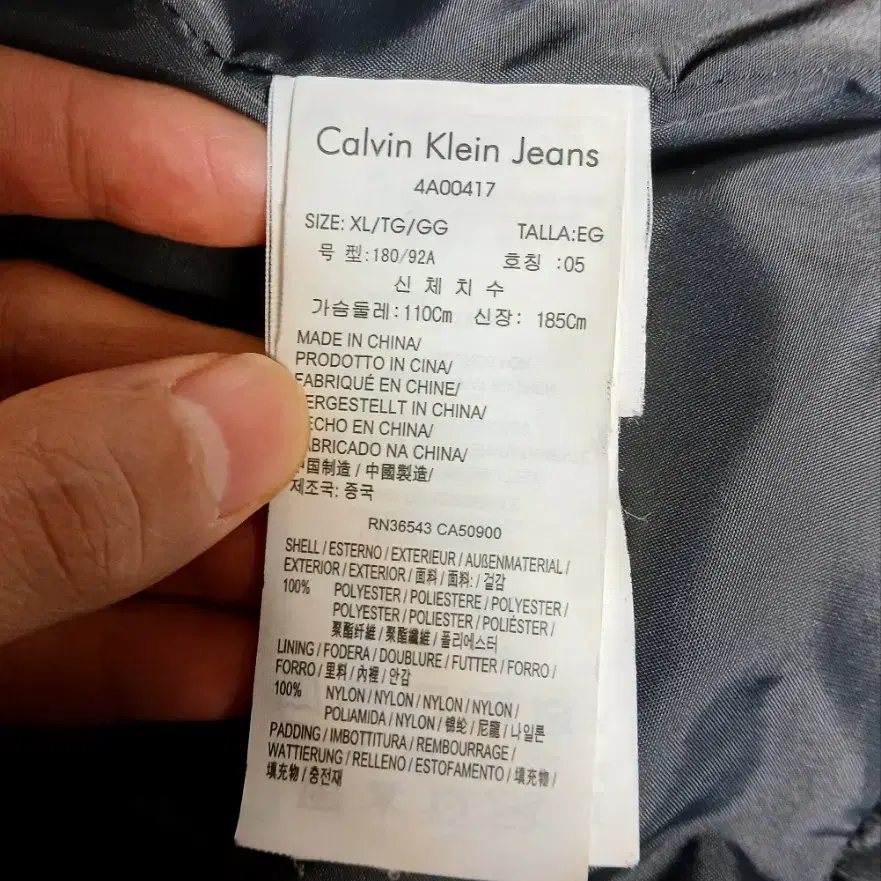 Calvin Klein Jeans
4A00417
SIZE: XL/TG/GG TALLA:EG
号 型:180/92A 호칭 :05
신 체 치 수
가슴둘레:110Cm 신장: 185Cm
MADE IN CHINA/
PRODOTTO IN CINA/
FABRIQUÉ EN CHINE/
ERGESTELLT IN CHINA/
ECHO EN CHINA/
ABRICADO NA CHINA/
中国制造 / 中國製造/
제조국: 중국
RN36543 CA50900
SHELL / ESTERNO / EXTERIEUR / AUßENMATERIAL /
EXTERIOR / EXTERIOR / 面料 / 面料: / 겉감
100% POLYESTER / POLIESTERE / POLYESTER /
POLYESTER / POLIESTER / POLIÉSTER /
聚酯纤维 / 聚酯纖維 / 폴리에스터
LINING / FODERA / DOUBLURE / FUTTER / FORRO /
FORRO / 里料 / 內裡 / 안감
100% NYLON / NYLON / NYLON / NYLON /
POLIAMIDA / NYLON / 锦纶 / 尼龍 / 나일론
PADDING / IMBOTTITURA / REMBOURRAGE /
WATTIERUNG / RELLENO / ESTOFAMENTO / 填充物 /
填充物 / 충전재